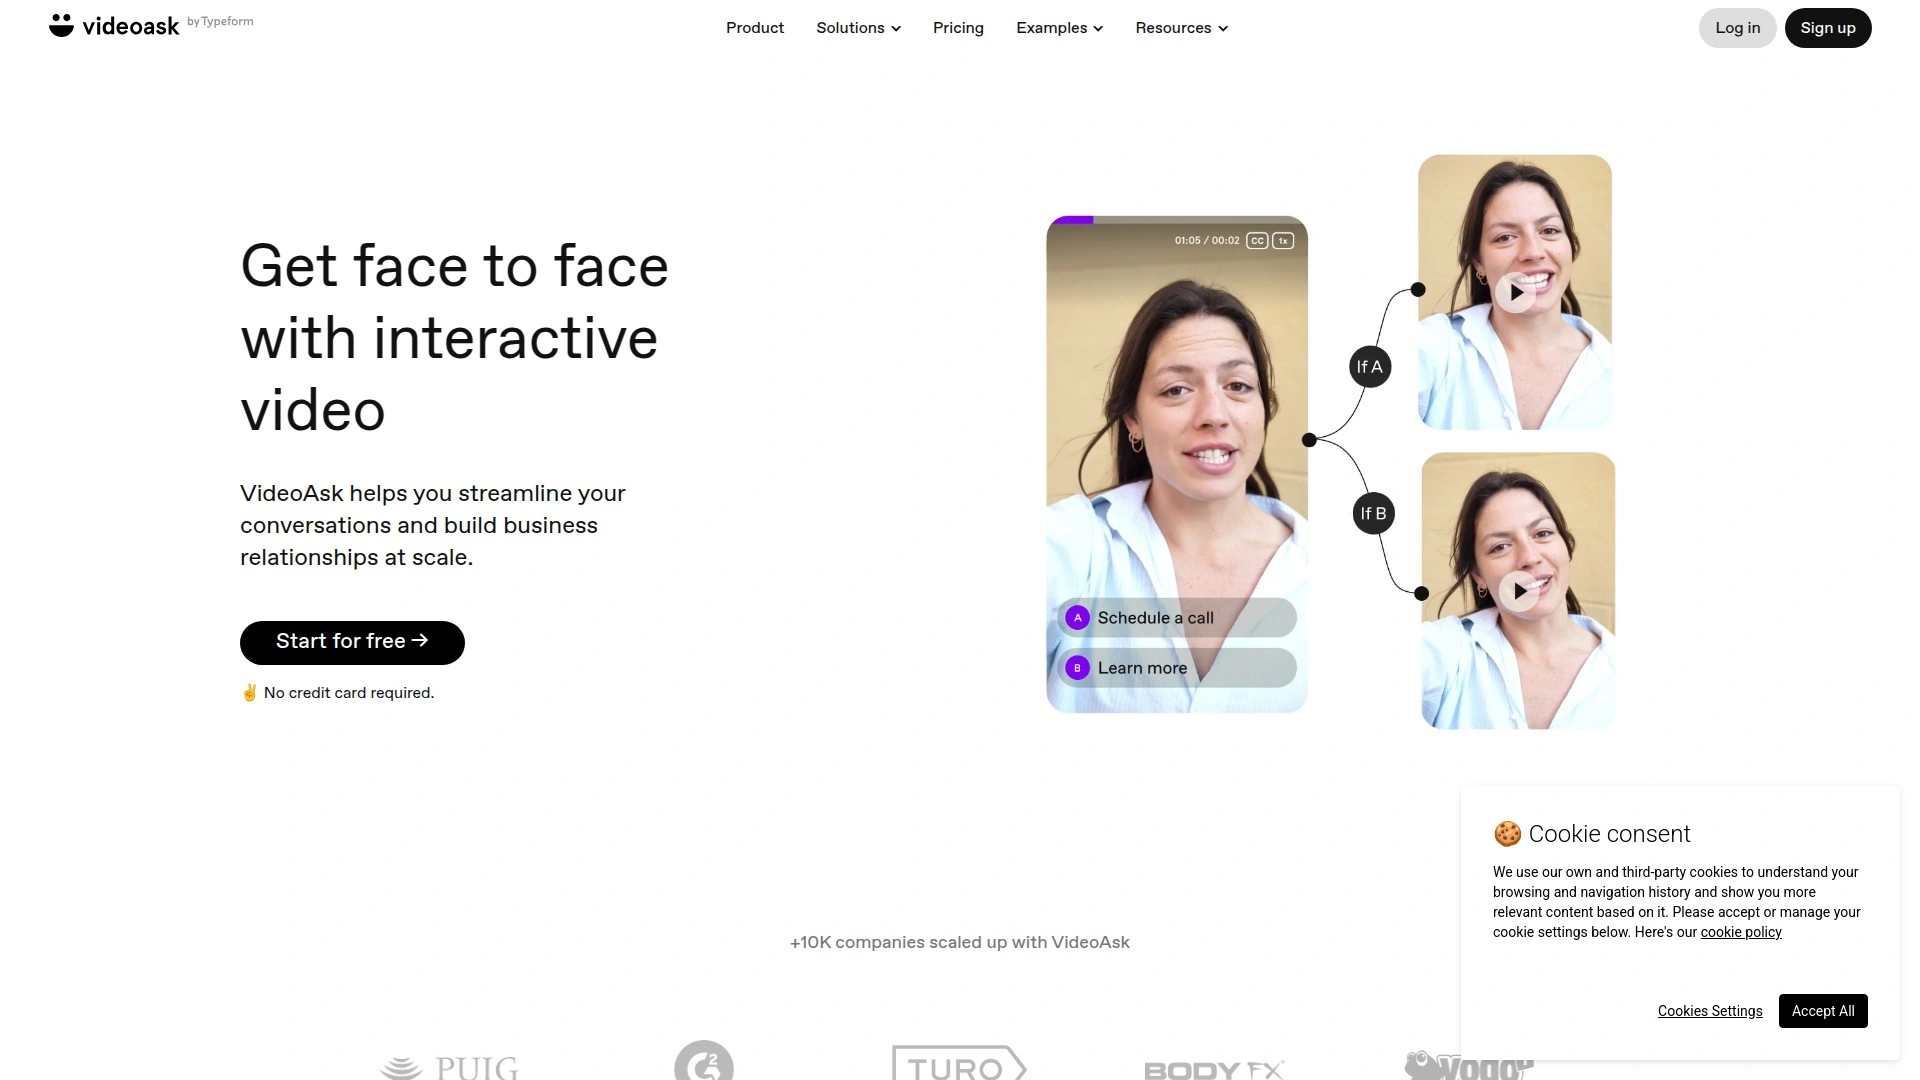 videoask by Typeform
Product
Solutions
Pricing
Examples
Resources
Log in
Sign up
Get face to face
with interactive
video
VideoAsk helps you streamline your
conversations and build business
relationships at scale.
Start for free →
✌ No credit card required.
01:05 / 00:02 CC 1x
A Schedule a call
B Learn more
If A
If B
+10K companies scaled up with VideoAsk
PUIG
G2
TURO
BODY FX
🍪 Cookie consent
We use our own and third-party cookies to understand your
browsing and navigation history and show you more
relevant content based on it. Please accept or manage your
cookie settings below. Here's our cookie policy
Cookies Settings
Accept All